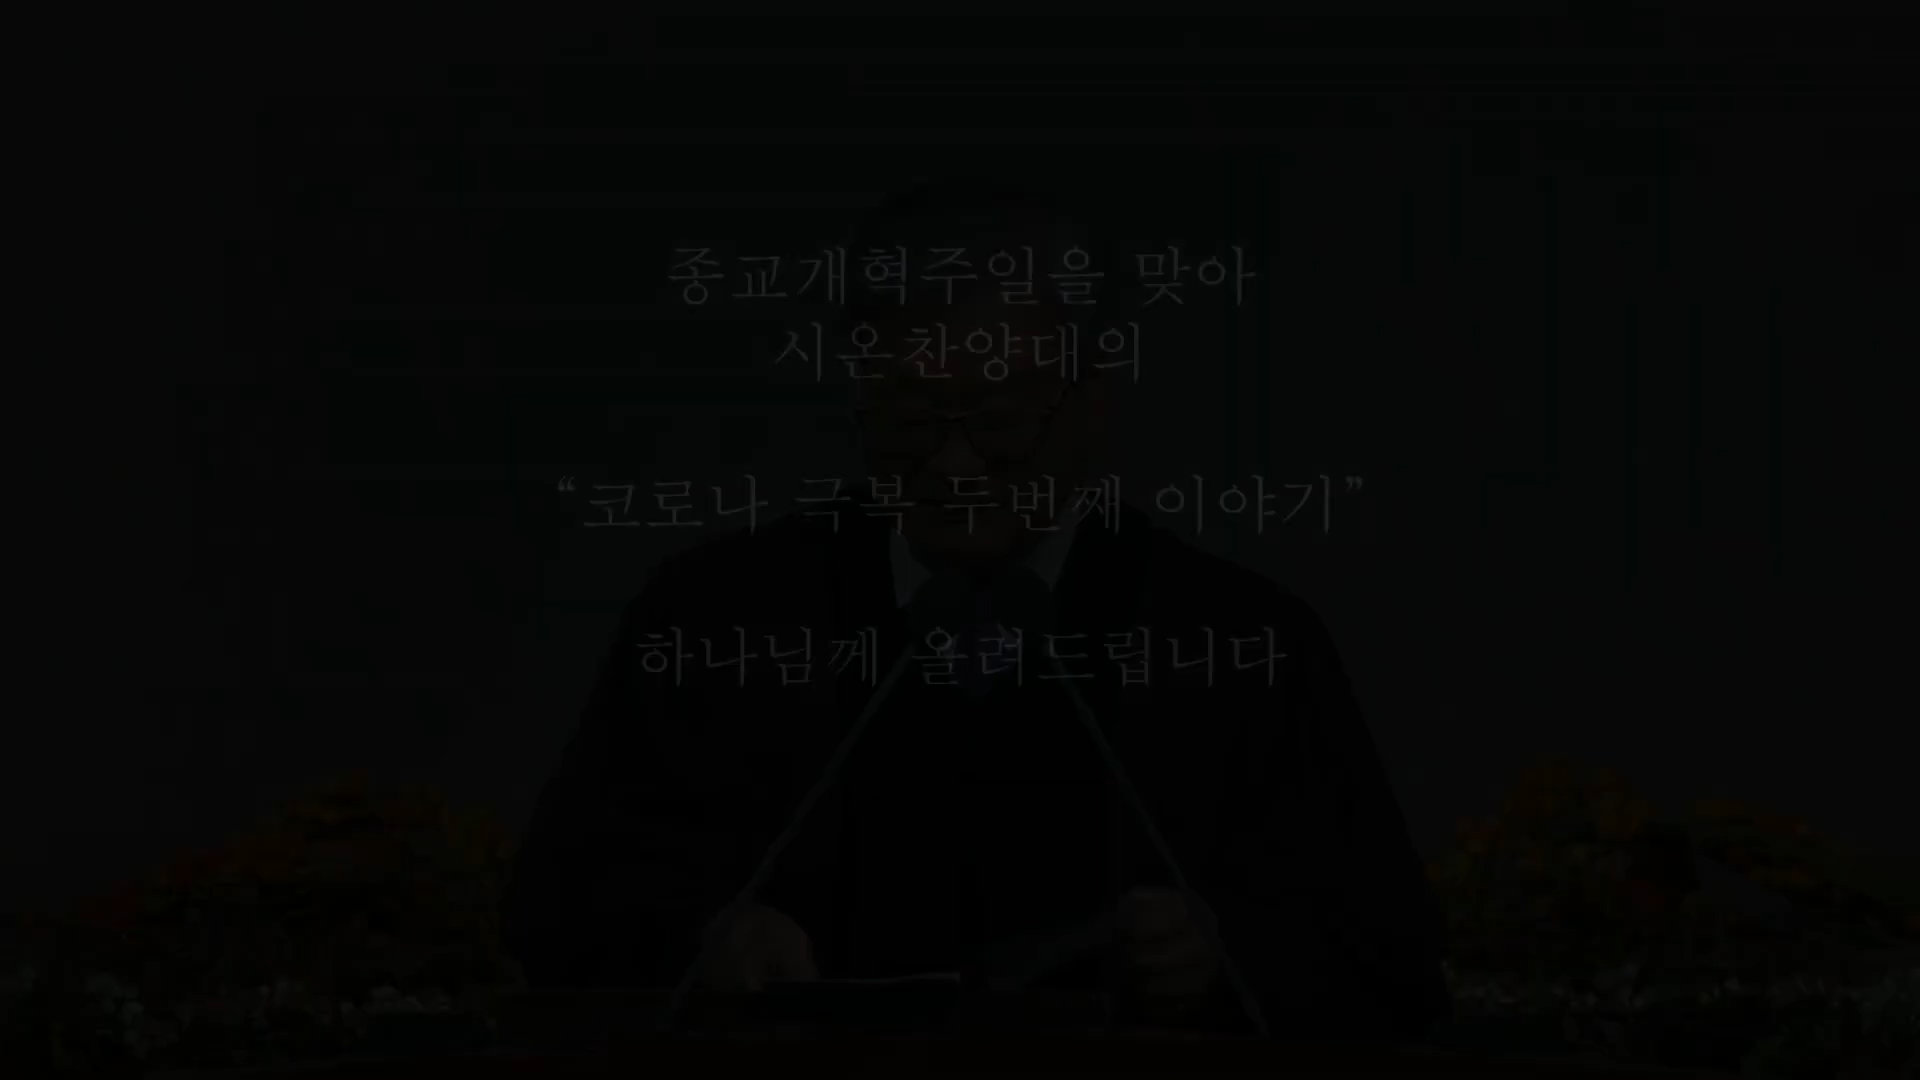 종교개혁주일을 맞아
시온찬양대의
“코로나 극복 두번째 이야기”
하나님께 올려드립니다